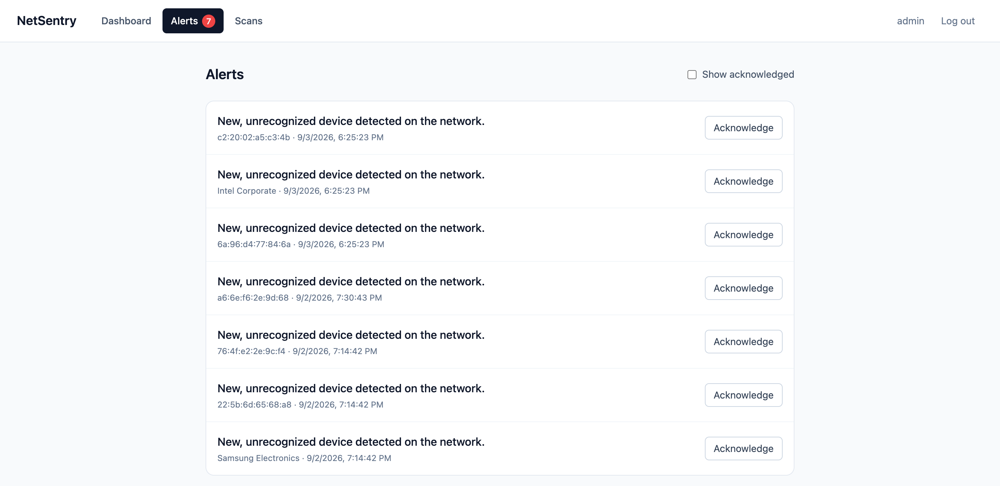 NetSentry Dashboard Alerts 7 Scans admin Log out
Alerts Show acknowledged
New, unrecognized device detected on the network.
c2:20:02:a5:c3:4b · 9/3/2026, 6:25:23 PM
Acknowledge
New, unrecognized device detected on the network.
Intel Corporate · 9/3/2026, 6:25:23 PM
Acknowledge
New, unrecognized device detected on the network.
6a:96:d4:77:84:6a · 9/3/2026, 6:25:23 PM
Acknowledge
New, unrecognized device detected on the network.
a6:6e:f6:2e:9d:68 · 9/2/2026, 7:30:43 PM
Acknowledge
New, unrecognized device detected on the network.
76:4f:e2:2e:9c:f4 · 9/2/2026, 7:14:42 PM
Acknowledge
New, unrecognized device detected on the network.
22:5b:6d:65:68:a8 · 9/2/2026, 7:14:42 PM
Acknowledge
New, unrecognized device detected on the network.
Samsung Electronics · 9/2/2026, 7:14:42 PM
Acknowledge